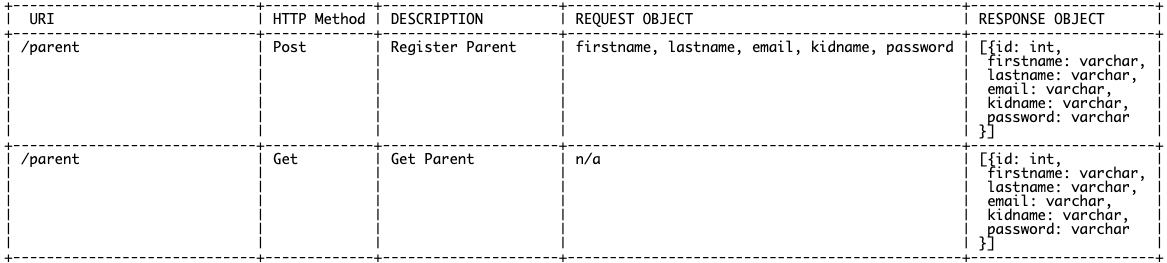 URI | HTTP Method | DESCRIPTION | REQUEST OBJECT | RESPONSE OBJECT
/parent | Post | Register Parent | firstname, lastname, email, kidname, password | [{id: int,
firstname: varchar,
lastname: varchar,
email: varchar,
kidname: varchar,
password: varchar
}]
/parent | Get | Get Parent | n/a | [{id: int,
firstname: varchar,
lastname: varchar,
email: varchar,
kidname: varchar,
password: varchar
}]